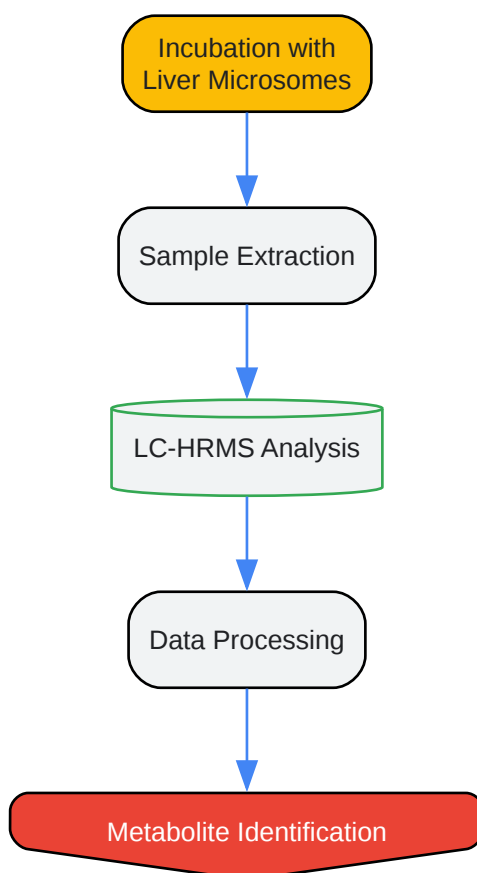 Incubation with
Liver Microsomes
Sample Extraction
LC-HRMS Analysis
Data Processing
Metabolite Identification